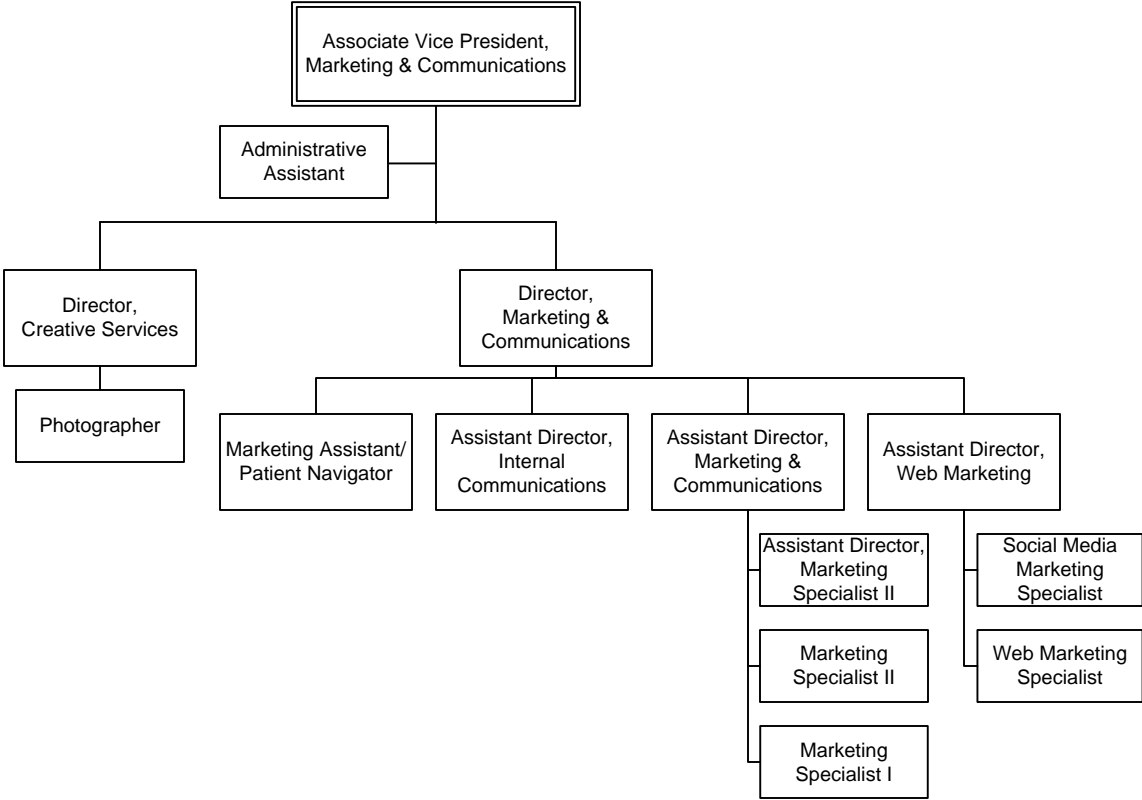 Associate Vice President,
Marketing & Communications
Administrative
Assistant
Director,
Creative Services
Photographer
Director,
Marketing &
Communications
Marketing Assistant/
Patient Navigator
Assistant Director,
Internal
Communications
Assistant Director,
Marketing &
Communications
Assistant Director,
Marketing
Specialist II
Marketing
Specialist II
Marketing
Specialist I
Assistant Director,
Web Marketing
Social Media
Marketing
Specialist
Web Marketing
Specialist